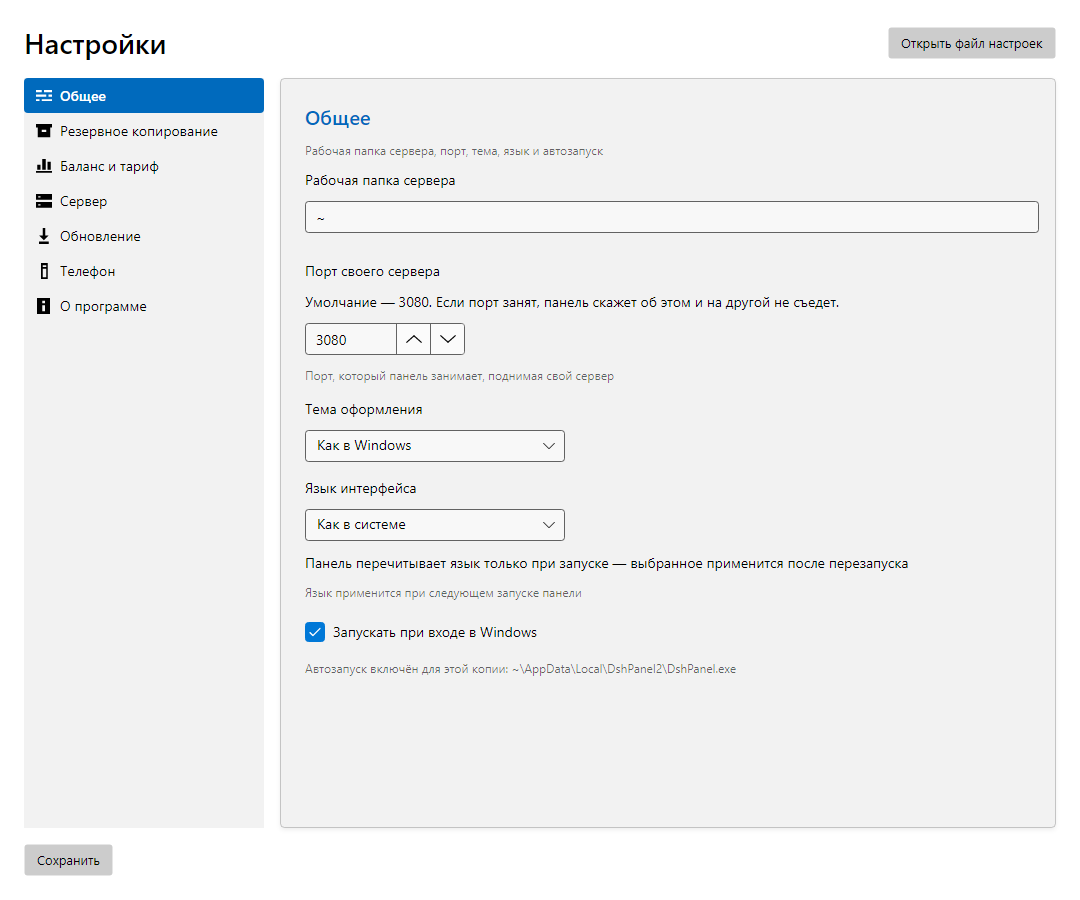 Настройки
Открыть файл настроек
Общее
Резервное копирование
Баланс и тариф
Сервер
Обновление
Телефон
О программе
Общее
Рабочая папка сервера, порт, тема, язык и автозапуск
Рабочая папка сервера
~
Порт своего сервера
Умолчание — 3080. Если порт занят, панель скажет об этом и на другой не съедет.
3080
Порт, который панель занимает, поднимая свой сервер
Тема оформления
Как в Windows
Язык интерфейса
Как в системе
Панель перечитывает язык только при запуске — выбранное применится после перезапуска
Язык применится при следующем запуске панели
Запускать при входе в Windows
Автозапуск включён для этой копии: ~\AppData\Local\DshPanel2\DshPanel.exe
Сохранить